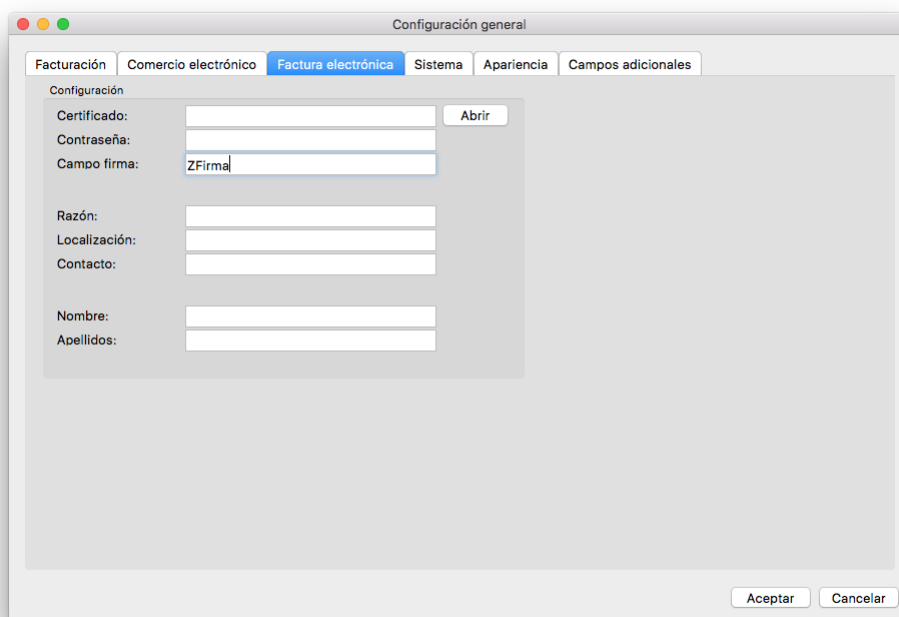 Configuración general
Facturación Comercio electrónico Factura electrónica Sistema Apariencia Campos adicionales
Configuración
Certificado: Abrir
Contraseña:
Campo firma: ZFirma
Razón:
Localización:
Contacto:
Nombre:
Apellidos:
Aceptar Cancelar